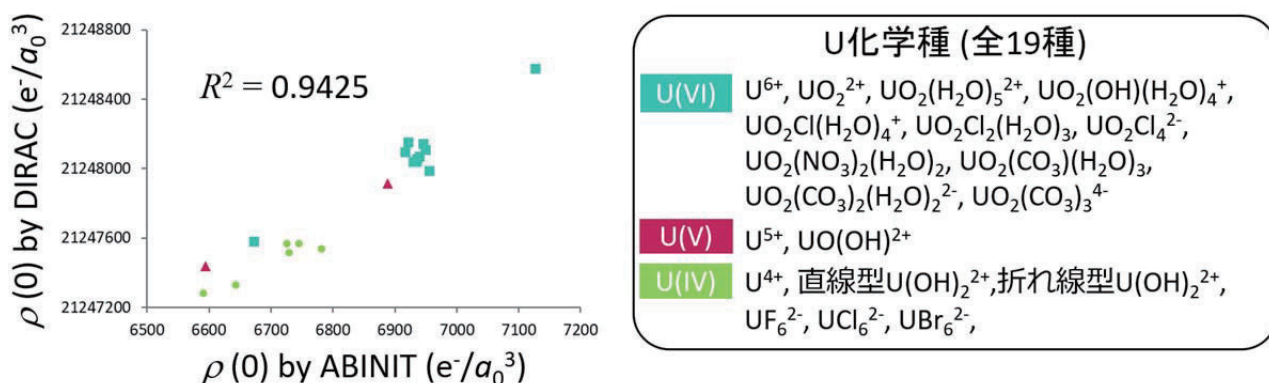 21248800
21248400
21248000
21247600
21247200
ρ (0) by DIRAC (e⁻/a₀³)
R² = 0.9425
6500 6600 6700 6800 6900 7000 7100 7200
ρ (0) by ABINIT (e⁻/a₀³)
U化学種 (全19種)
U(VI) U⁶⁺, UO₂²⁺, UO₂(H₂O)₅²⁺, UO₂(OH)(H₂O)₄⁺,
UO₂Cl(H₂O)₄⁺, UO₂Cl₂(H₂O)₃, UO₂Cl₄²⁻,
UO₂(NO₃)₂(H₂O)₂, UO₂(CO₃)(H₂O)₃,
UO₂(CO₃)₂(H₂O)₂²⁻, UO₂(CO₃)₃⁴⁻
U(V) U⁵⁺, UO(OH)²⁺
U(IV) U⁴⁺, 直線型U(OH)₂²⁺,折れ線型U(OH)₂²⁺,
UF₆²⁻, UCl₆²⁻, UBr₆²⁻,